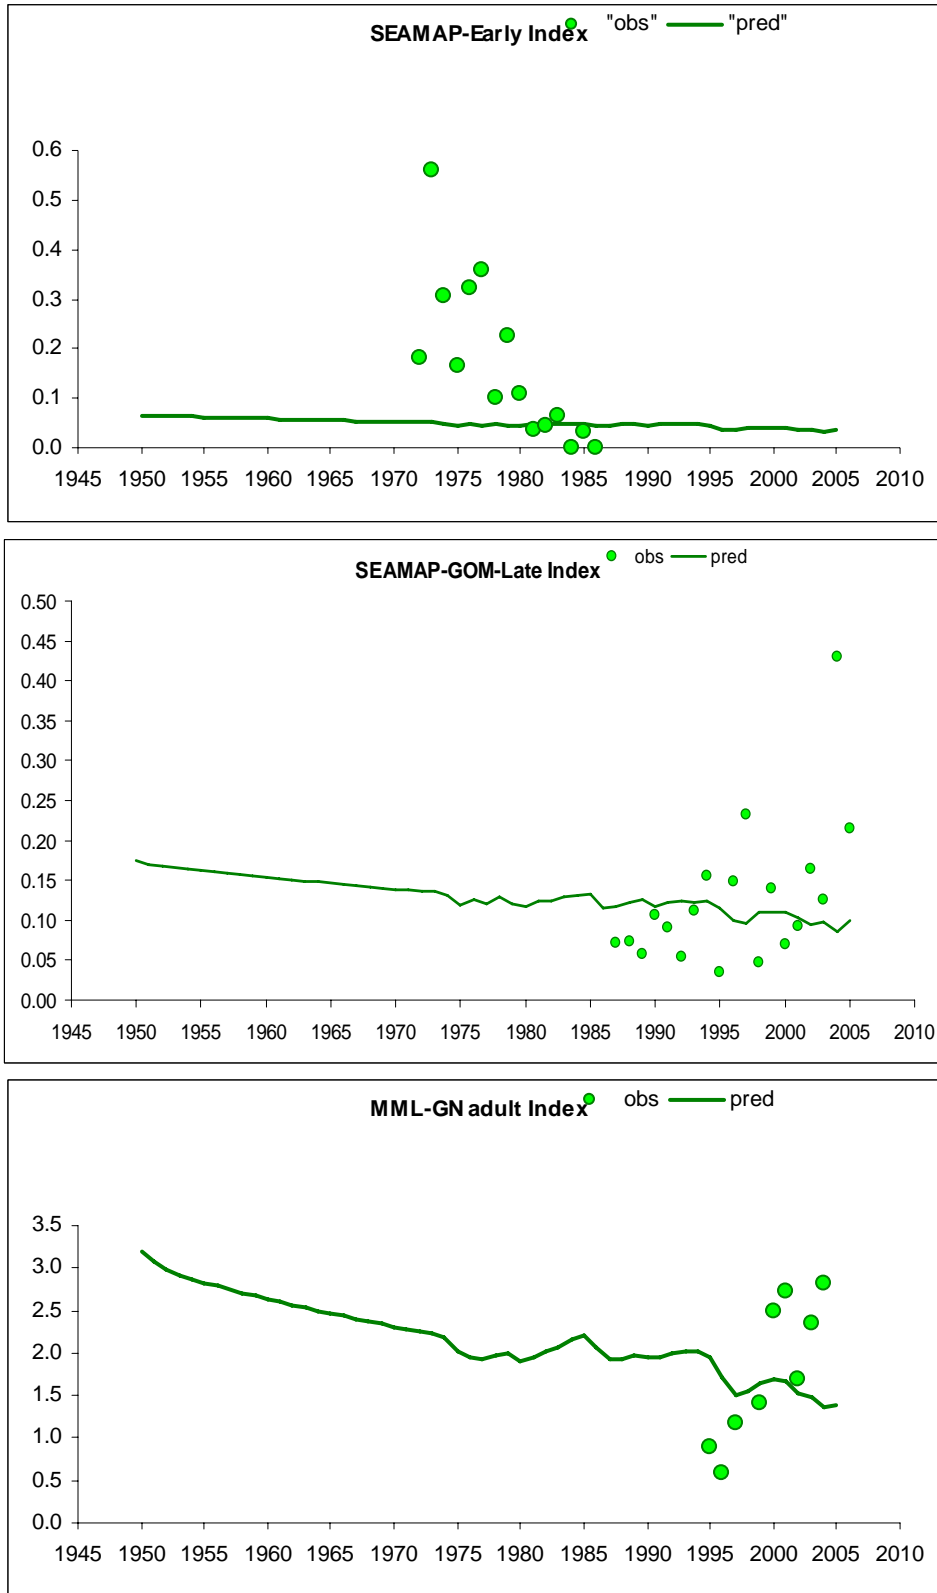 SEAMAP-Early Index
"obs" "pred"
0.6
0.5
0.4
0.3
0.2
0.1
0.0
1945 1950 1955 1960 1965 1970 1975 1980 1985 1990 1995 2000 2005 2010
SEAMAP-GOM-Late Index
obs pred
0.50
0.45
0.40
0.35
0.30
0.25
0.20
0.15
0.10
0.05
0.00
1945 1950 1955 1960 1965 1970 1975 1980 1985 1990 1995 2000 2005 2010
MML-GN adult Index
obs pred
3.5
3.0
2.5
2.0
1.5
1.0
0.5
0.0
1945 1950 1955 1960 1965 1970 1975 1980 1985 1990 1995 2000 2005 2010